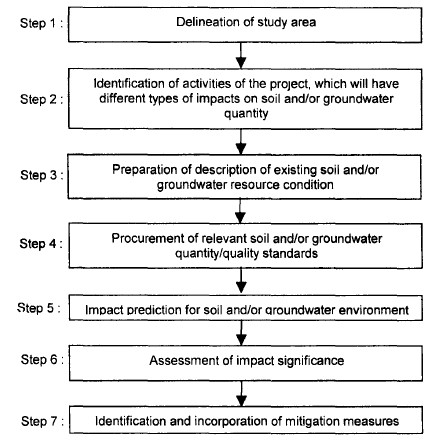 Step 1 : Delineation of study area
Step 2 : Identification of activities of the project, which will have
different types of impacts on soil and/or groundwater
quantity
Step 3 : Preparation of description of existing soil and/or
groundwater resource condition
Step 4 : Procurement of relevant soil and/or groundwater
quantity/quality standards
Step 5 : Impact prediction for soil and/or groundwater environment
Step 6 : Assessment of impact significance
Step 7 : Identification and incorporation of mitigation measures